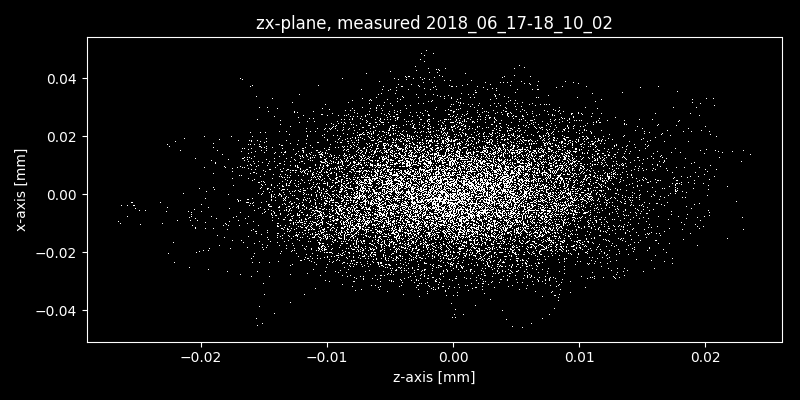 zx-plane, measured 2018_06_17-18_10_02
0.04
0.02
0.00
−0.02
−0.04
x-axis [mm]
−0.02 −0.01 0.00 0.01 0.02
z-axis [mm]